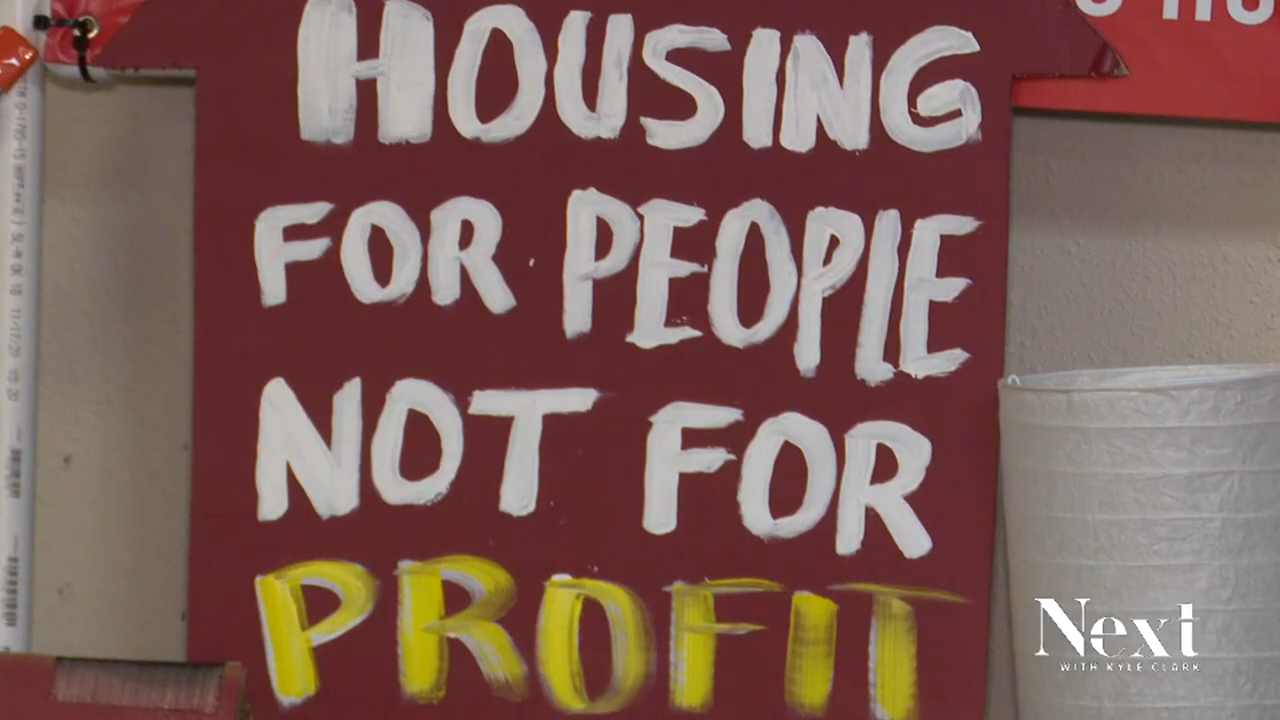 HOUSING
FOR PEOPLE
NOT FOR
PROFIT
Next
WITH KYLE CLARK